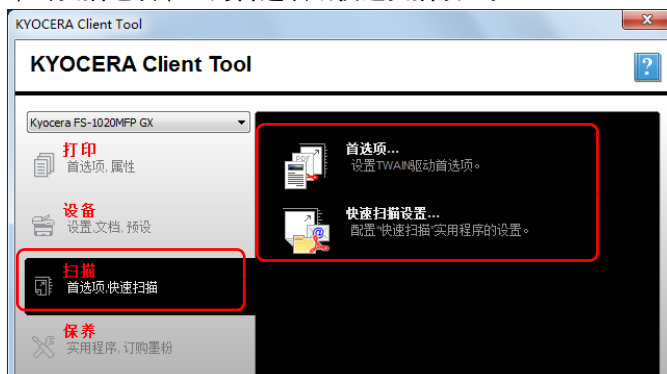 KYOCERA Client Tool
KYOCERA Client Tool
Kyocera FS-1020MFP GX
打印
首选项, 属性
设备
设置,文档, 预设
扫描
首选项,快速扫描
保养
实用程序, 订购墨粉
首选项...
设置TWAIN驱动首选项。
快速扫描设置...
配置“快速扫描”实用程序的设置。